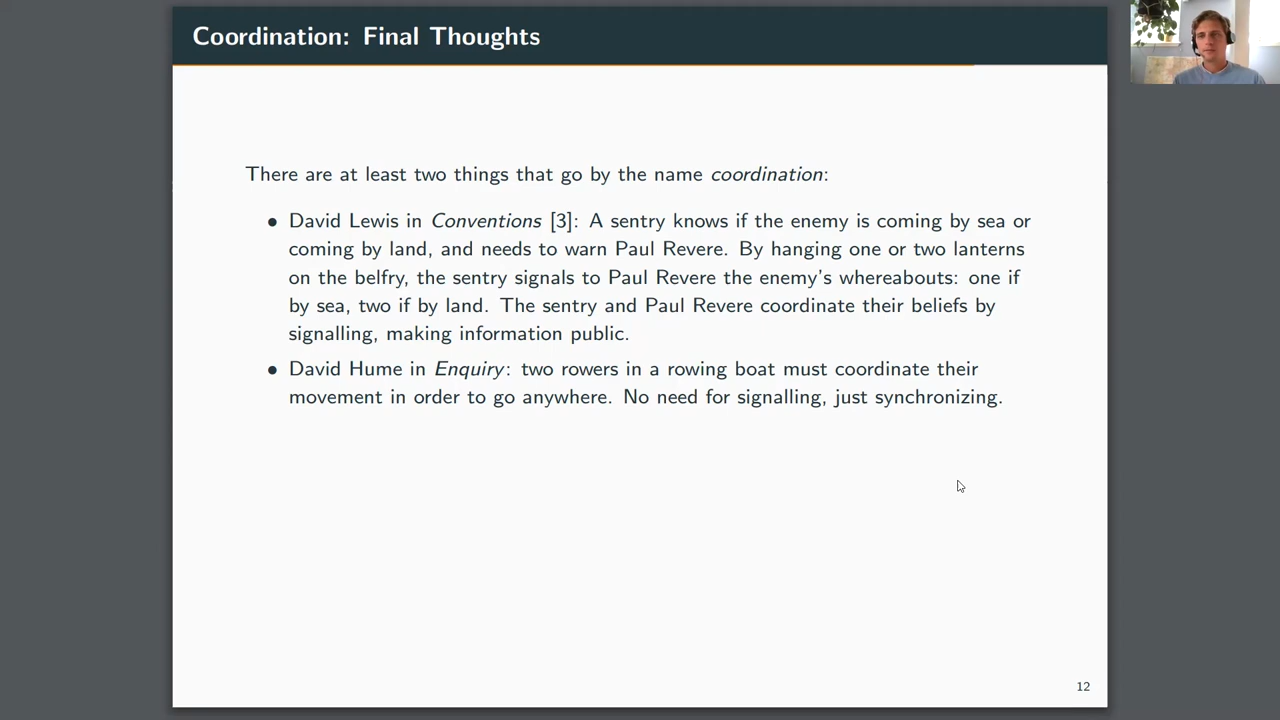 Coordination: Final Thoughts
There are at least two things that go by the name coordination:
• David Lewis in Conventions [3]: A sentry knows if the enemy is coming by sea or
coming by land, and needs to warn Paul Revere. By hanging one or two lanterns
on the belfry, the sentry signals to Paul Revere the enemy's whereabouts: one if
by sea, two if by land. The sentry and Paul Revere coordinate their beliefs by
signalling, making information public.
• David Hume in Enquiry: two rowers in a rowing boat must coordinate their
movement in order to go anywhere. No need for signalling, just synchronizing.
12